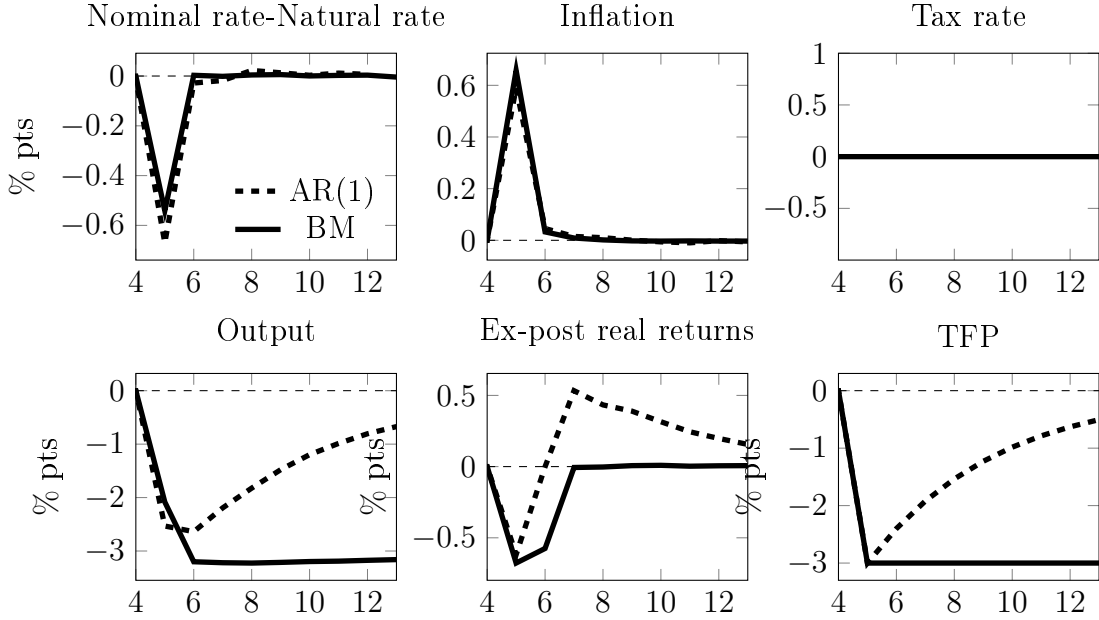 Nominal rate-Natural rate
0
−0.2
−0.4
−0.6
% pts
AR(1)
BM
4 6 8 10 12
Inflation
0.6
0.4
0.2
0
4 6 8 10 12
Tax rate
1
0.5
0
−0.5
4 6 8 10 12
Output
0
−1
−2
−3
% pts
4 6 8 10 12
Ex-post real returns
0.5
0
−0.5
% pts
4 6 8 10 12
TFP
0
−1
−2
−3
% pts
4 6 8 10 12